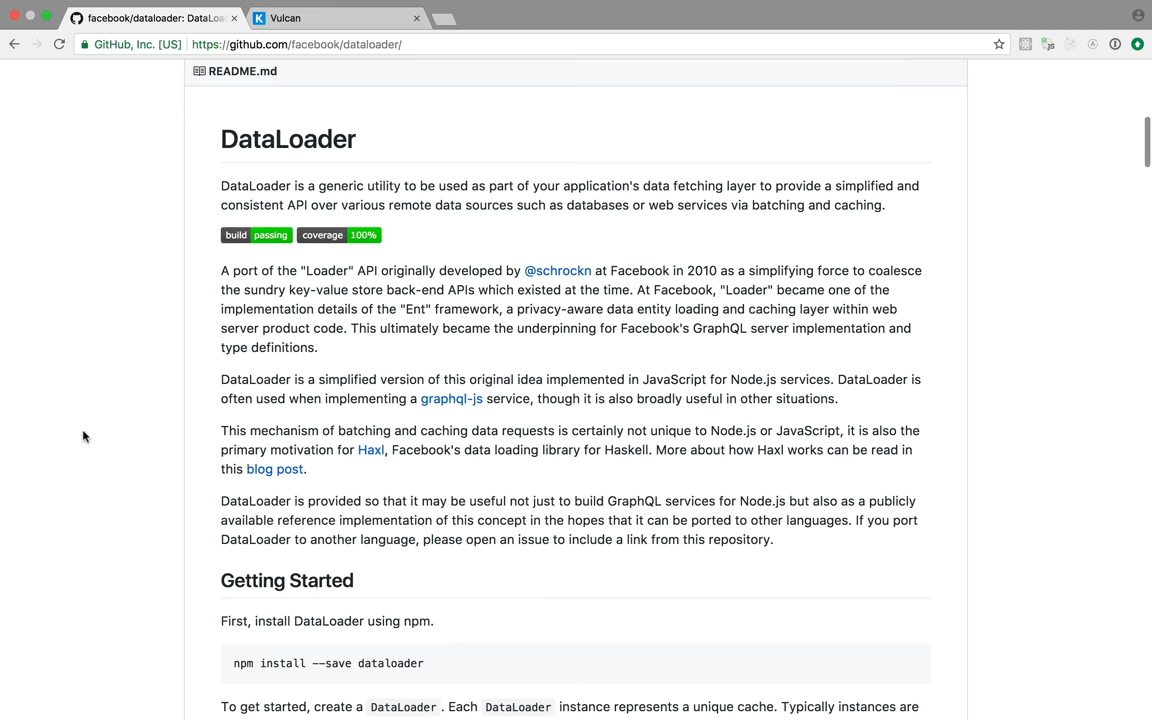 facebook/dataloader: DataLoa
Vulcan
GitHub, Inc. [US] https://github.com/facebook/dataloader/
README.md
DataLoader
DataLoader is a generic utility to be used as part of your application's data fetching layer to provide a simplified and
consistent API over various remote data sources such as databases or web services via batching and caching.
build passing coverage 100%
A port of the "Loader" API originally developed by @schrockn at Facebook in 2010 as a simplifying force to coalesce
the sundry key-value store back-end APIs which existed at the time. At Facebook, "Loader" became one of the
implementation details of the "Ent" framework, a privacy-aware data entity loading and caching layer within web
server product code. This ultimately became the underpinning for Facebook's GraphQL server implementation and
type definitions.
DataLoader is a simplified version of this original idea implemented in JavaScript for Node.js services. DataLoader is
often used when implementing a graphql-js service, though it is also broadly useful in other situations.
This mechanism of batching and caching data requests is certainly not unique to Node.js or JavaScript, it is also the
primary motivation for Haxl, Facebook's data loading library for Haskell. More about how Haxl works can be read in
this blog post.
DataLoader is provided so that it may be useful not just to build GraphQL services for Node.js but also as a publicly
available reference implementation of this concept in the hopes that it can be ported to other languages. If you port
DataLoader to another language, please open an issue to include a link from this repository.
Getting Started
First, install DataLoader using npm.
npm install --save dataloader
To get started, create a DataLoader. Each DataLoader instance represents a unique cache. Typically instances are